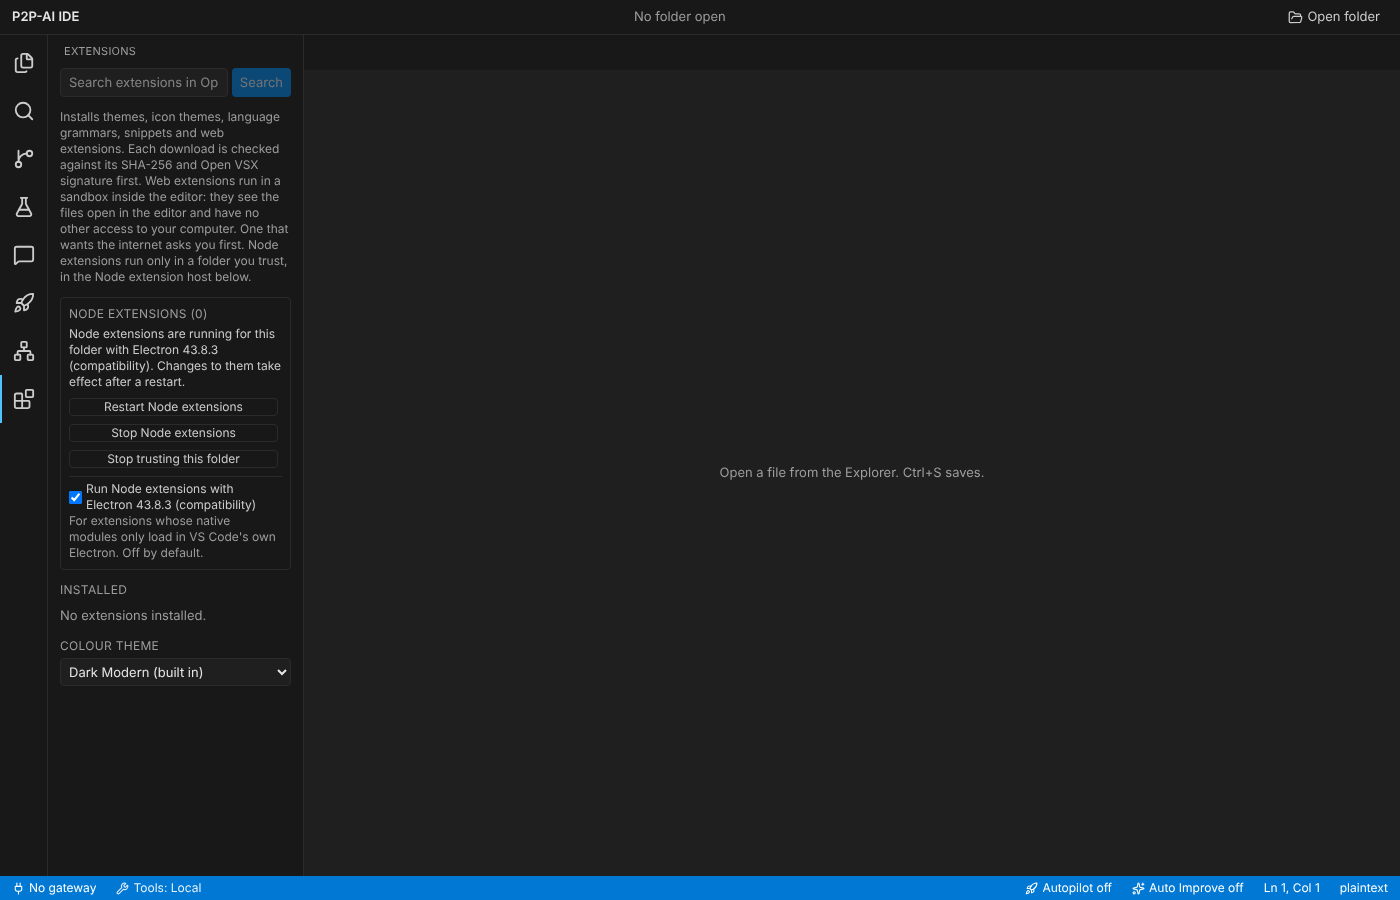 P2P-AI IDE
No folder open
Open folder
EXTENSIONS
Search extensions in Op
Search
Installs themes, icon themes, language
grammars, snippets and web
extensions. Each download is checked
against its SHA-256 and Open VSX
signature first. Web extensions run in a
sandbox inside the editor: they see the
files open in the editor and have no
other access to your computer. One that
wants the internet asks you first. Node
extensions run only in a folder you trust,
in the Node extension host below.
NODE EXTENSIONS (0)
Node extensions are running for this
folder with Electron 43.8.3
(compatibility). Changes to them take
effect after a restart.
Restart Node extensions
Stop Node extensions
Stop trusting this folder
Run Node extensions with
Electron 43.8.3 (compatibility)
For extensions whose native
modules only load in VS Code's own
Electron. Off by default.
INSTALLED
No extensions installed.
COLOUR THEME
Dark Modern (built in)
Open a file from the Explorer. Ctrl+S saves.
No gateway
Tools: Local
Autopilot off
Auto Improve off
Ln 1, Col 1
plaintext